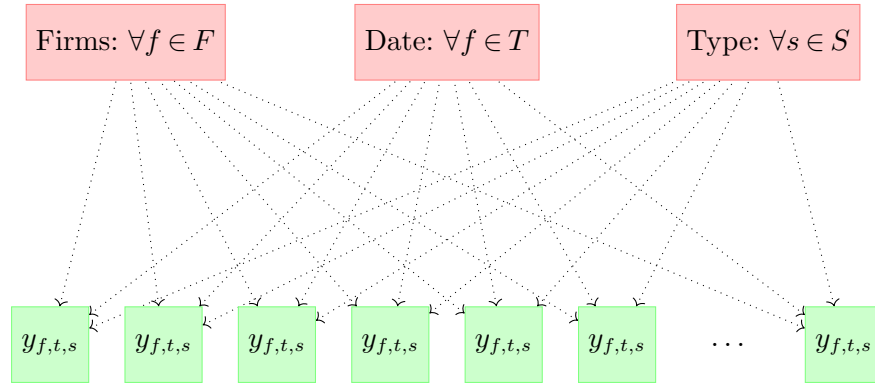 Firms: ∀f ∈ F Date: ∀f ∈ T Type: ∀s ∈ S
y_{f,t,s} y_{f,t,s} y_{f,t,s} y_{f,t,s} y_{f,t,s} y_{f,t,s} … y_{f,t,s}